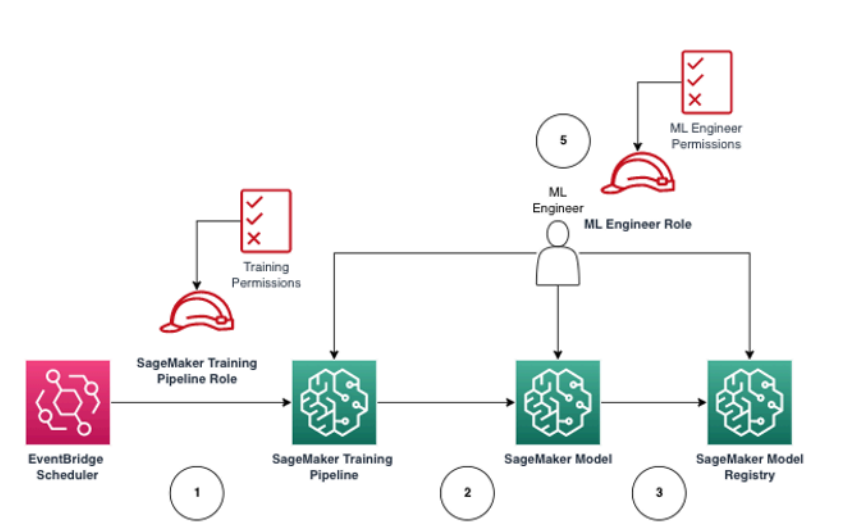 ML Engineer
Permissions
5
ML
Engineer
ML Engineer Role
Training
Permissions
SageMaker Training
Pipeline Role
EventBridge
Scheduler
SageMaker Training
Pipeline
SageMaker Model
SageMaker Model
Registry
1
2
3